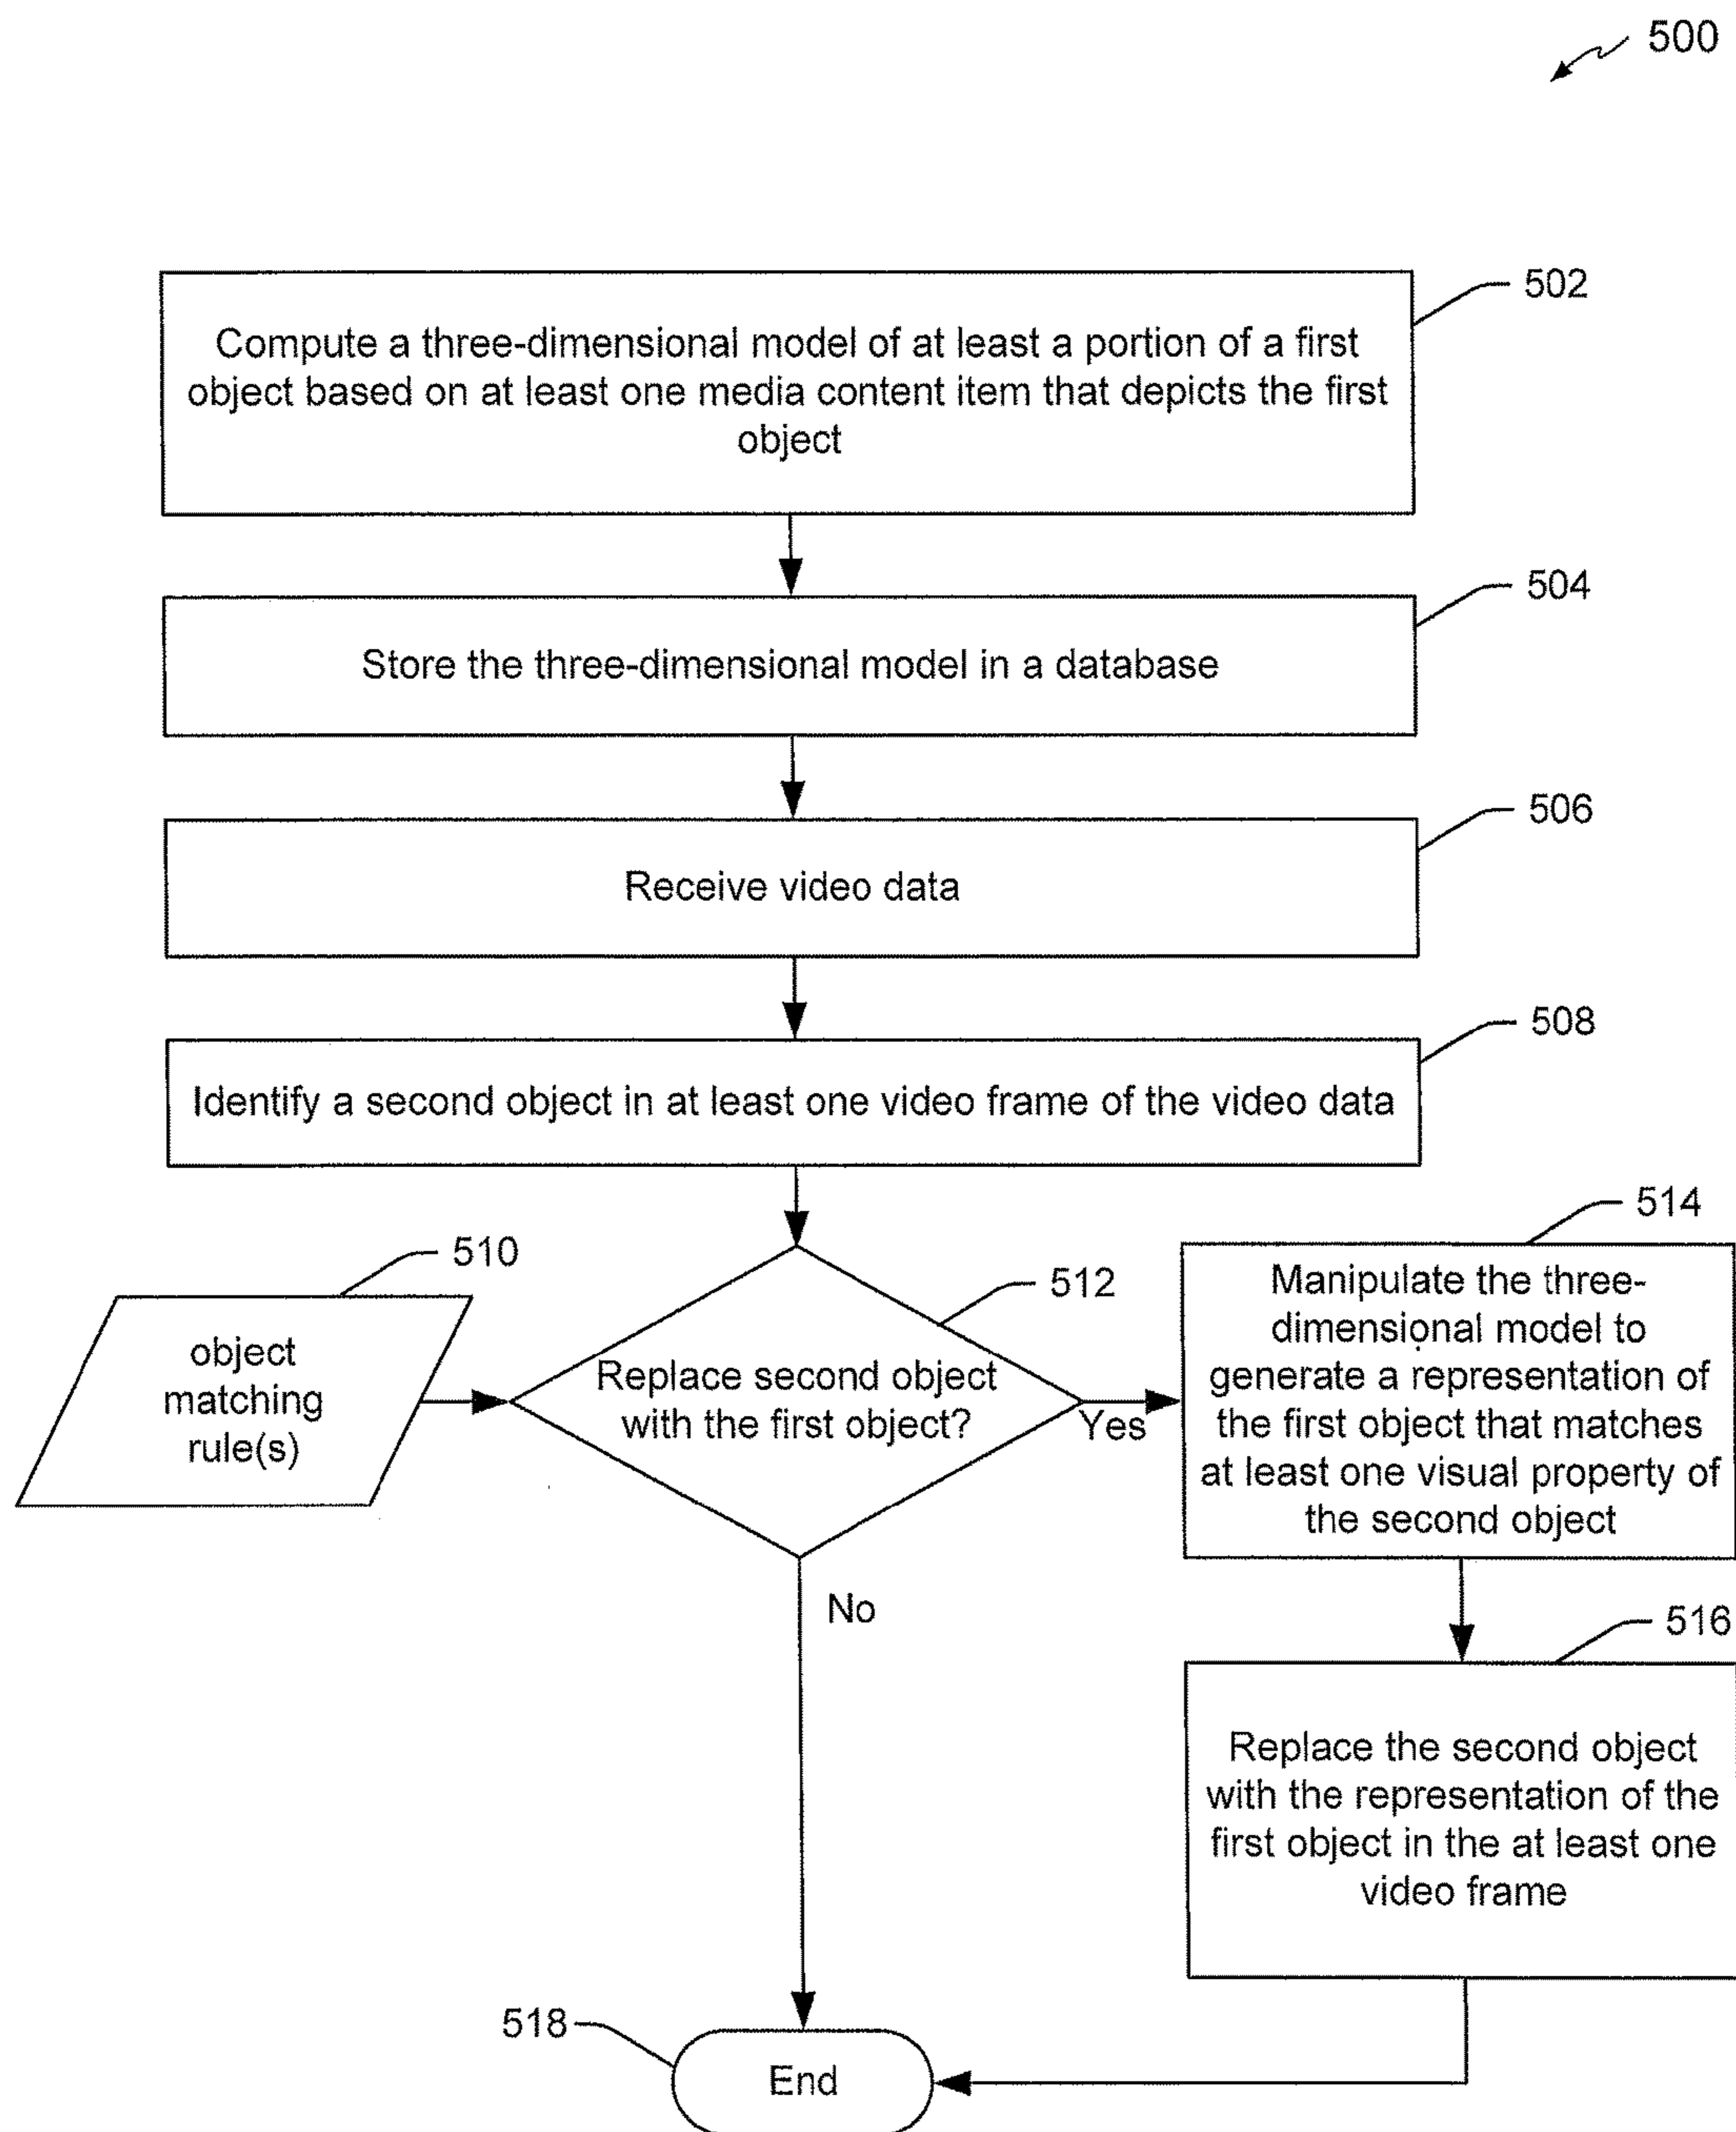 500
502
Compute a three-dimensional model of at least a portion of a first
object based on at least one media content item that depicts the first
object
504
Store the three-dimensional model in a database
506
Receive video data
508
Identify a second object in at least one video frame of the video data
510
object
matching
rule(s)
512
Replace second object
with the first object?
Yes
No
514
Manipulate the three-
dimensional model to
generate a representation of
the first object that matches
at least one visual property of
the second object
516
Replace the second object
with the representation of the
first object in the at least one
video frame
518
End